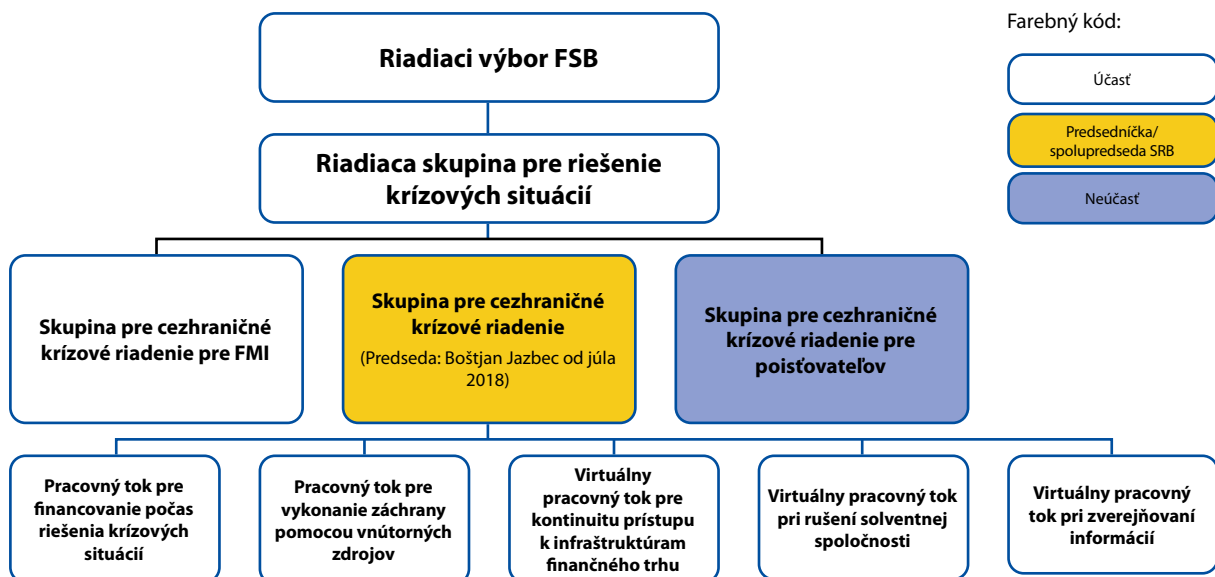 Riadiaci výbor FSB
Farebný kód:
Účasť
Predsedníčka/
spolupredseda SRB
Neúčasť
Riadiaca skupina pre riešenie
krízových situácií
Skupina pre cezhraničné
krízové riadenie pre FMI
Skupina pre cezhraničné
krízové riadenie
(Predseda: Boštjan Jazbec od júla
2018)
Skupina pre cezhraničné
krízové riadenie pre
poisťovateľov
Pracovný tok pre
financovanie počas
riešenia krízových
situácií
Pracovný tok pre
vykonanie záchrany
pomocou vnútorných
zdrojov
Virtuálny
pracovný tok pre
kontinuitu prístupu
k infraštruktúram
finančného trhu
Virtuálny pracovný tok
pri rušení solventnej
spoločnosti
Virtuálny pracovný
tok pri zverejňovaní
informácií